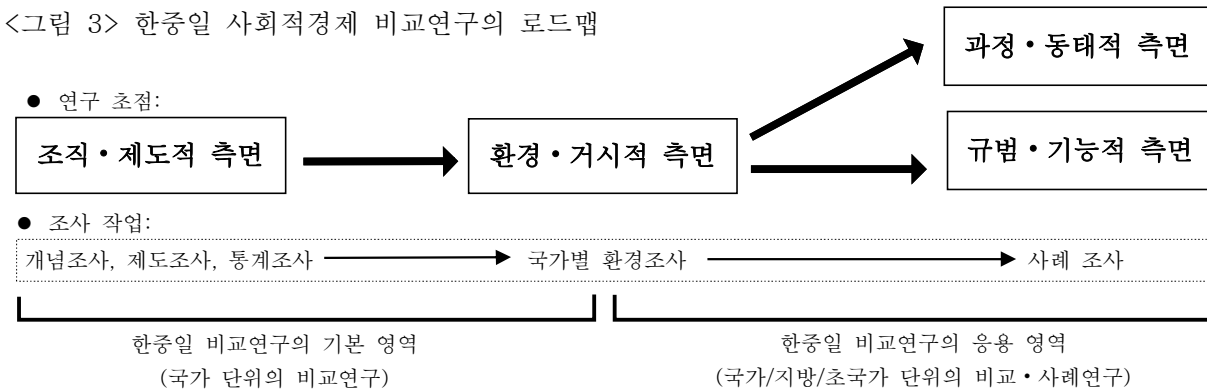 <그림 3> 한중일 사회적경제 비교연구의 로드맵
과정·동태적 측면
● 연구 초점:
조직·제도적 측면
환경·거시적 측면
규범·기능적 측면
● 조사 작업:
개념조사, 제도조사, 통계조사
국가별 환경조사
사례 조사
한중일 비교연구의 기본 영역
(국가 단위의 비교연구)
한중일 비교연구의 응용 영역
(국가/지방/초국가 단위의 비교·사례연구)